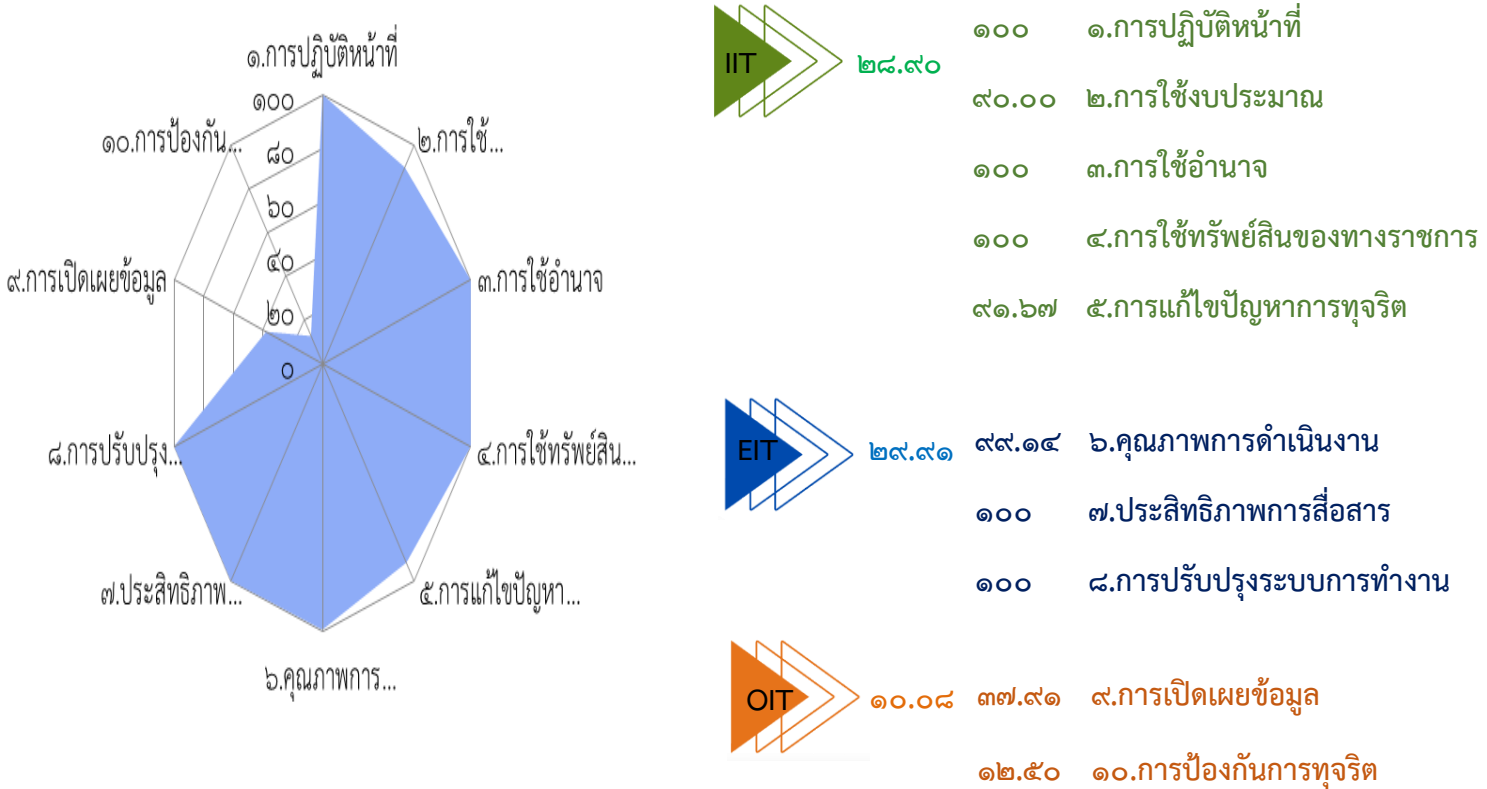 ๑.การปฏิบัติหน้าที่
๑๐๐
๑๐.การป้องกัน...
๒.การใช้...
๘๐
๖๐
๔๐
๙.การเปิดเผยข้อมูล
๓.การใช้อำนาจ
๒๐
๐
๘.การปรับปรุง...
๔.การใช้ทรัพย์สิน...
๗.ประสิทธิภาพ...
๕.การแก้ไขปัญหา...
๖.คุณภาพการ...
IIT ๒๘.๙๐
๑๐๐ ๑.การปฏิบัติหน้าที่
๙๐.๐๐ ๒.การใช้งบประมาณ
๑๐๐ ๓.การใช้อำนาจ
๑๐๐ ๔.การใช้ทรัพย์สินของทางราชการ
๙๑.๖๗ ๕.การแก้ไขปัญหาการทุจริต
EIT ๒๙.๙๑ ๙๙.๑๔ ๖.คุณภาพการดำเนินงาน
๑๐๐ ๗.ประสิทธิภาพการสื่อสาร
๑๐๐ ๘.การปรับปรุงระบบการทำงาน
OIT ๑๐.๐๘ ๓๗.๙๑ ๙.การเปิดเผยข้อมูล
๑๒.๕๐ ๑๐.การป้องกันการทุจริต